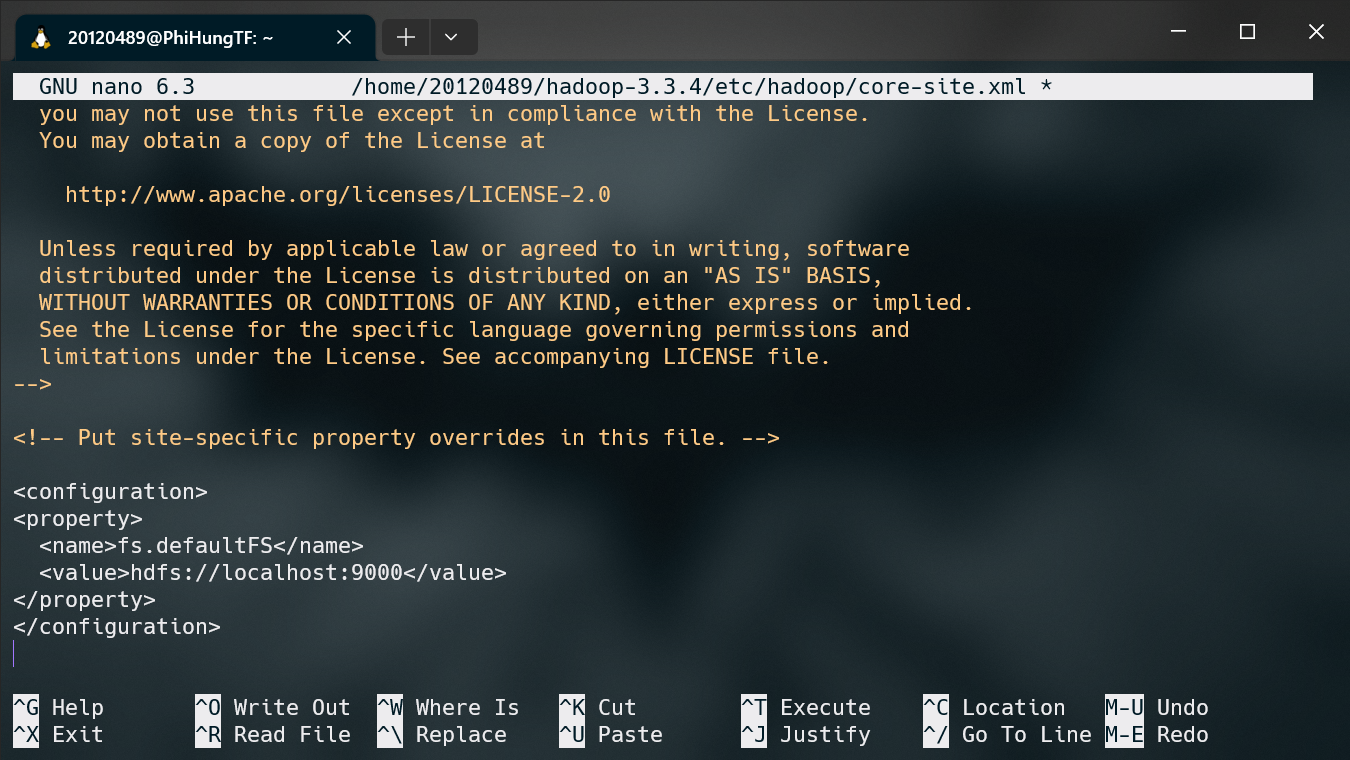 20120489@PhiHungTF: ~
GNU nano 6.3 /home/20120489/hadoop-3.3.4/etc/hadoop/core-site.xml *
you may not use this file except in compliance with the License.
You may obtain a copy of the License at
http://www.apache.org/licenses/LICENSE-2.0
Unless required by applicable law or agreed to in writing, software
distributed under the License is distributed on an "AS IS" BASIS,
WITHOUT WARRANTIES OR CONDITIONS OF ANY KIND, either express or implied.
See the License for the specific language governing permissions and
limitations under the License. See accompanying LICENSE file.
-->
<!-- Put site-specific property overrides in this file. -->
<configuration>
<property>
<name>fs.defaultFS</name>
<value>hdfs://localhost:9000</value>
</property>
</configuration>
^G Help ^O Write Out ^W Where Is ^K Cut ^T Execute ^C Location M-U Undo
^X Exit ^R Read File ^\ Replace ^U Paste ^J Justify ^/ Go To Line M-E Redo